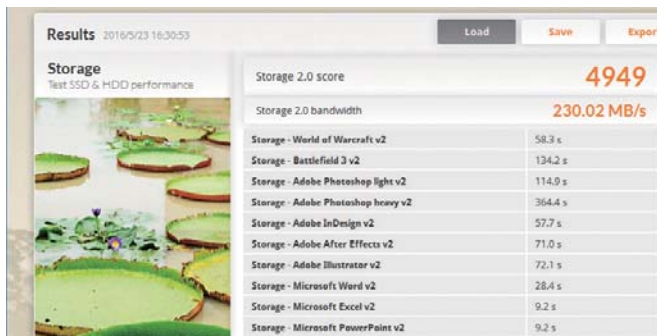 Results 2016/5/23 16:30:53
Load Save Expor
Storage
Test SSD & HDD performance
Storage 2.0 score 4949
Storage 2.0 bandwidth 230.02 MB/s
Storage - World of Warcraft v2 58.3 s
Storage - Battlefield 3 v2 134.2 s
Storage - Adobe Photoshop light v2 114.9 s
Storage - Adobe Photoshop heavy v2 364.4 s
Storage - Adobe InDesign v2 57.7 s
Storage - Adobe After Effects v2 71.0 s
Storage - Adobe Illustrator v2 72.1 s
Storage - Microsoft Word v2 28.4 s
Storage - Microsoft Excel v2 9.2 s
Storage - Microsoft PowerPoint v2 9.2 s